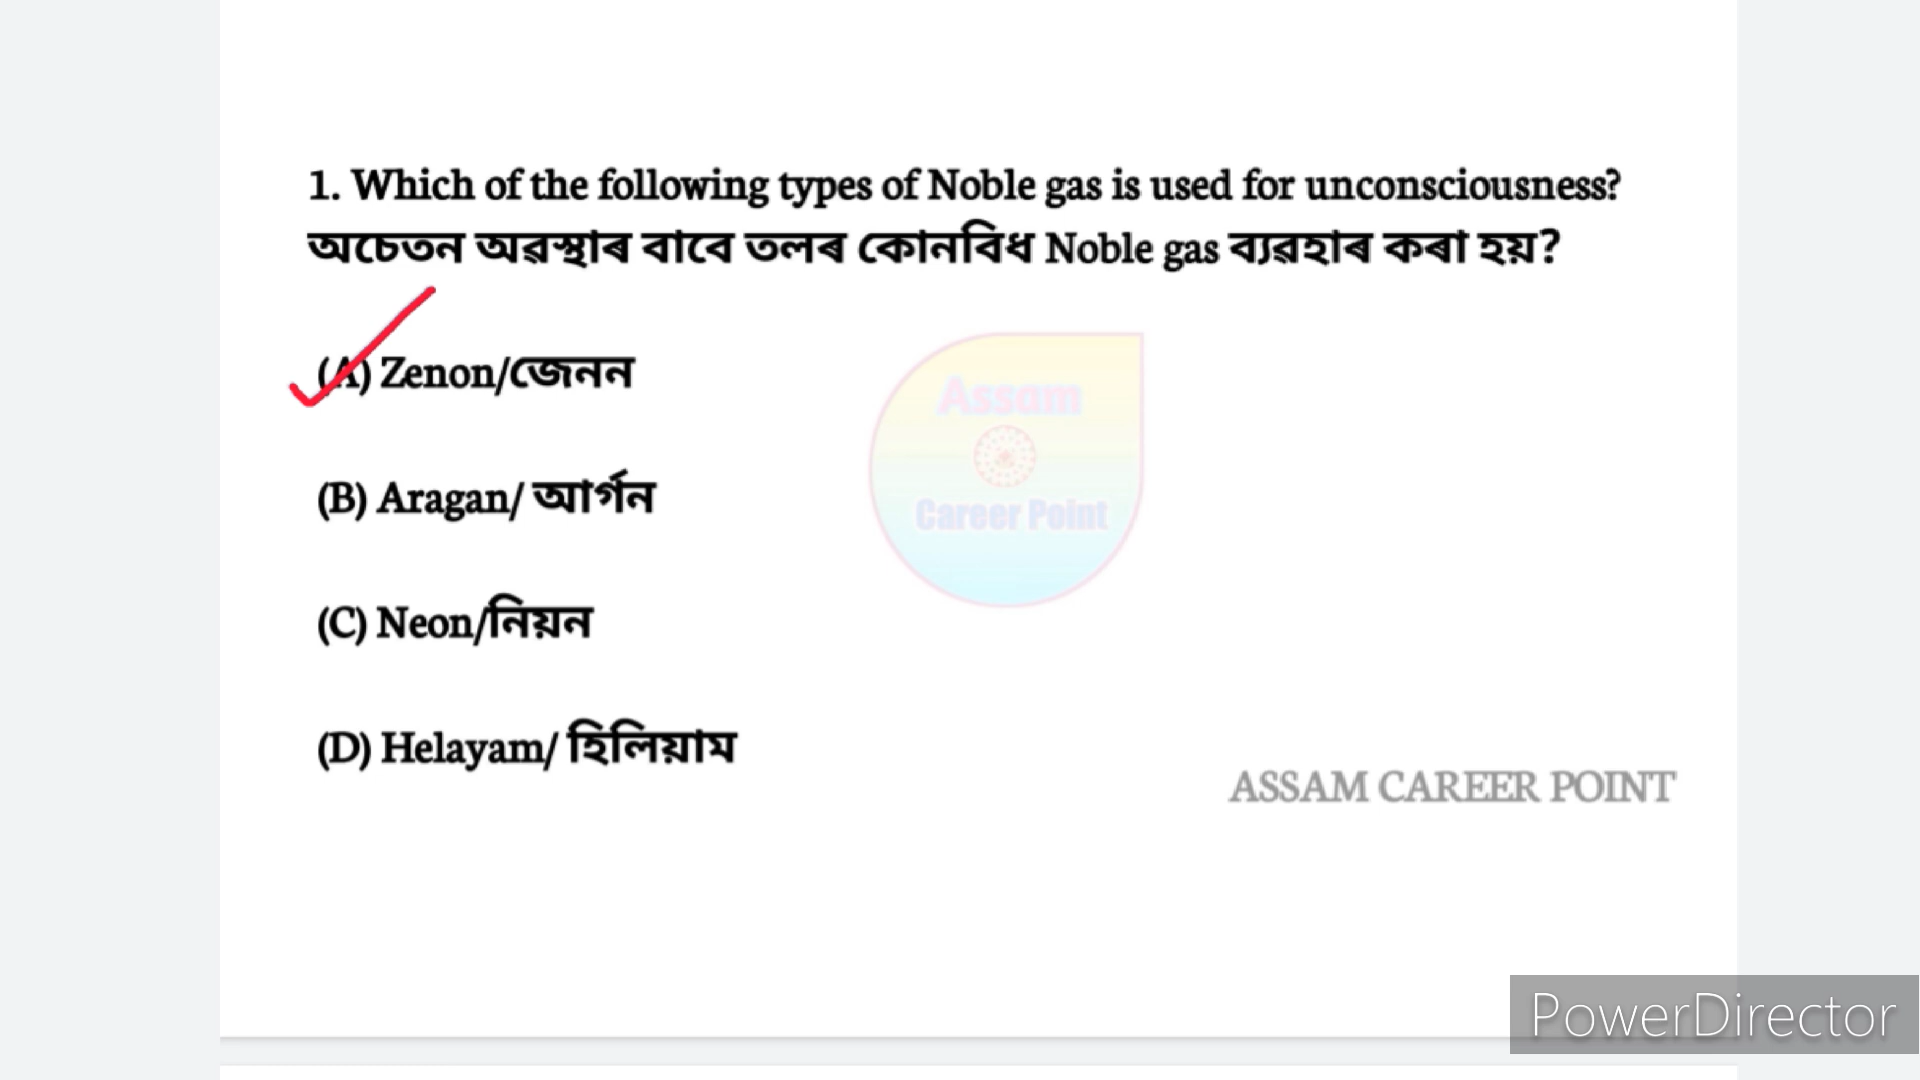 1. Which of the following types of Noble gas is used for unconsciousness?
অচেতন অৱস্থাৰ বাবে তলৰ কোনবিধ Noble gas ব্যৱহাৰ কৰা হয়?
(A) Zenon/জেনন
(B) Aragan/ আৰ্গন
(C) Neon/নিয়ন
(D) Helayam/ হিলিয়াম
Assam
Career Point
ASSAM CAREER POINT
PowerDirector